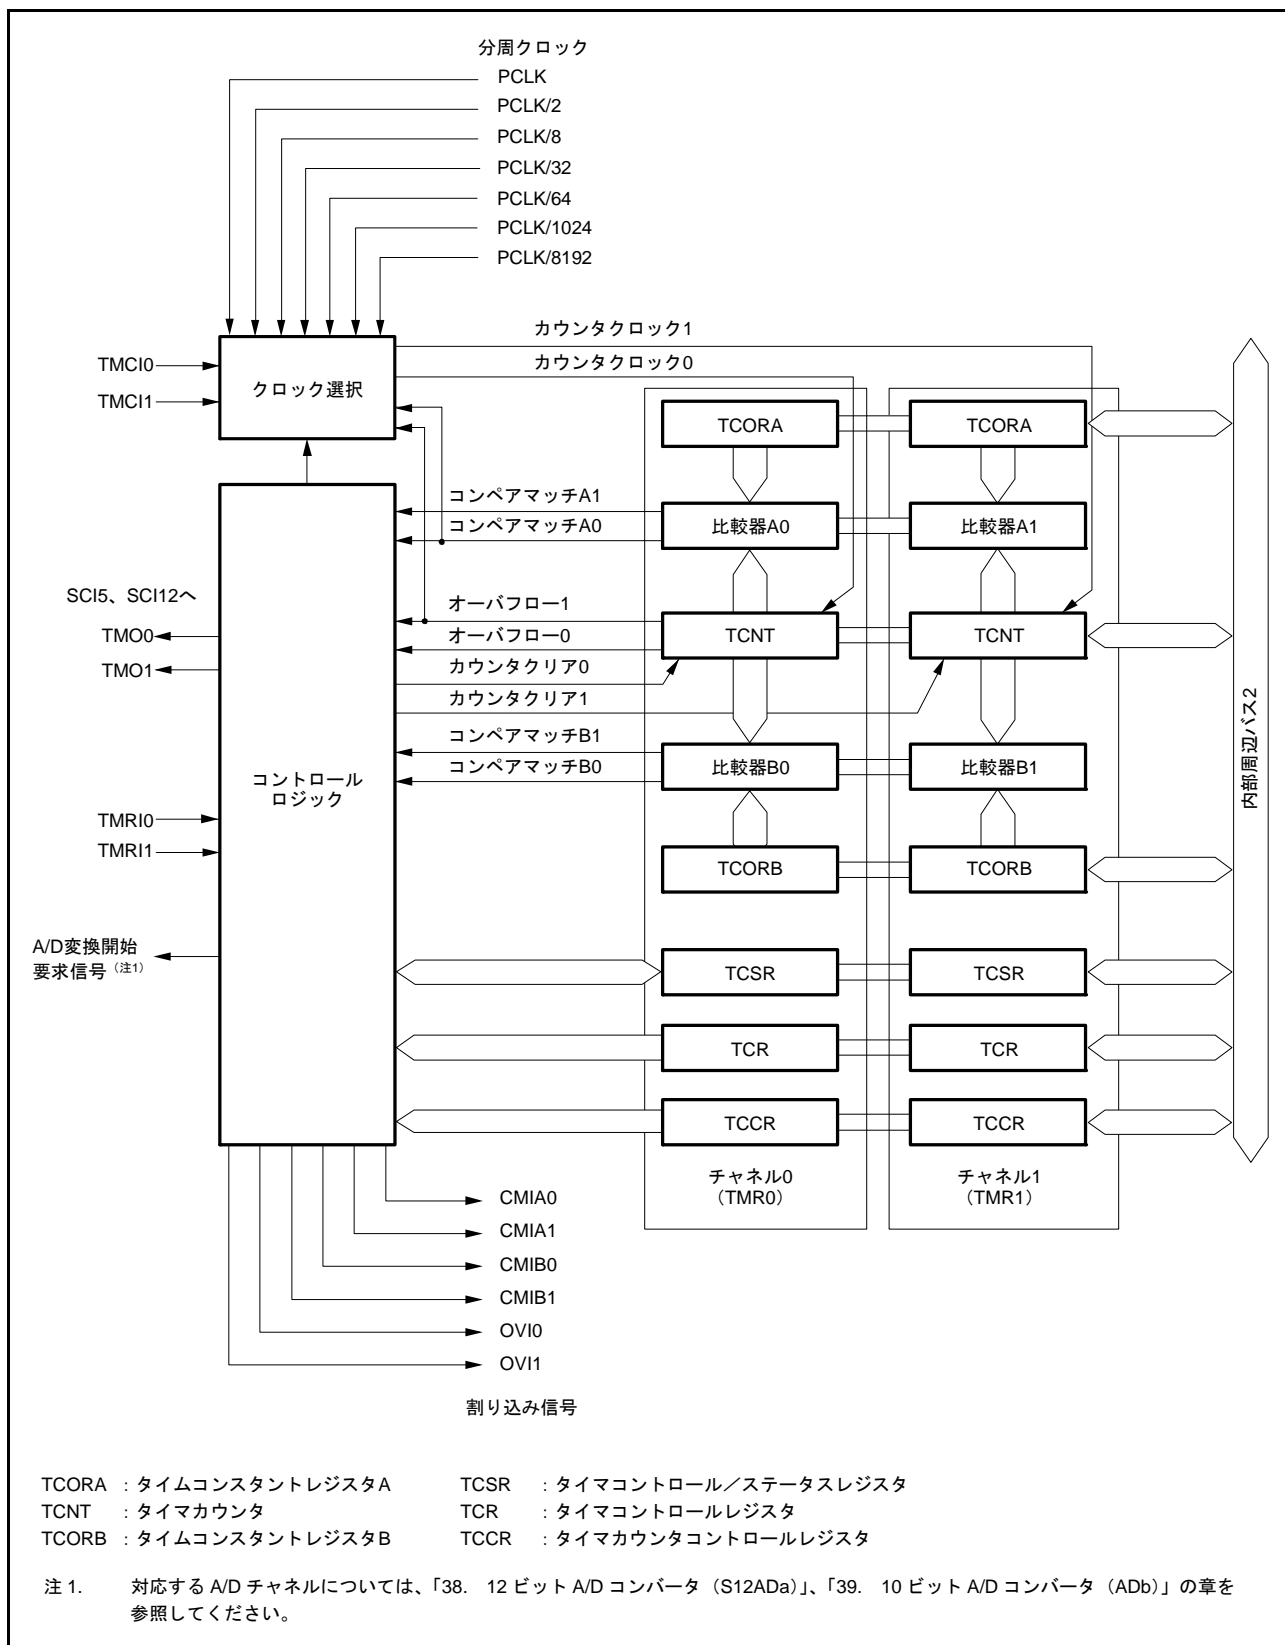 分周クロック
PCLK
PCLK/2
PCLK/8
PCLK/32
PCLK/64
PCLK/1024
PCLK/8192
カウンタクロック1
カウンタクロック0
TMCI0
TMCI1
クロック選択
TCORA
TCORA
コンペアマッチA1
コンペアマッチA0
比較器A0
比較器A1
SCI5、SCI12へ
TMO0
TMO1
オーバフロー1
オーバフロー0
カウンタクリア0
カウンタクリア1
TCNT
TCNT
コンペアマッチB1
コンペアマッチB0
比較器B0
比較器B1
内部周辺バス2
コントロール
ロジック
TMRI0
TMRI1
TCORB
TCORB
A/D変換開始
要求信号（注1）
TCSR
TCSR
TCR
TCR
TCCR
TCCR
チャネル0
（TMR0）
チャネル1
（TMR1）
CMIA0
CMIA1
CMIB0
CMIB1
OVI0
OVI1
割り込み信号
TCORA ：タイムコンスタントレジスタA TCSR ：タイマコントロール／ステータスレジスタ
TCNT ：タイマカウンタ TCR ：タイマコントロールレジスタ
TCORB ：タイムコンスタントレジスタB TCCR ：タイマカウンタコントロールレジスタ
注 1. 対応する A/D チャネルについては、「38. 12 ビット A/D コンバータ（S12ADa）」、「39. 10 ビット A/D コンバータ（ADb）」の章を
参照してください。